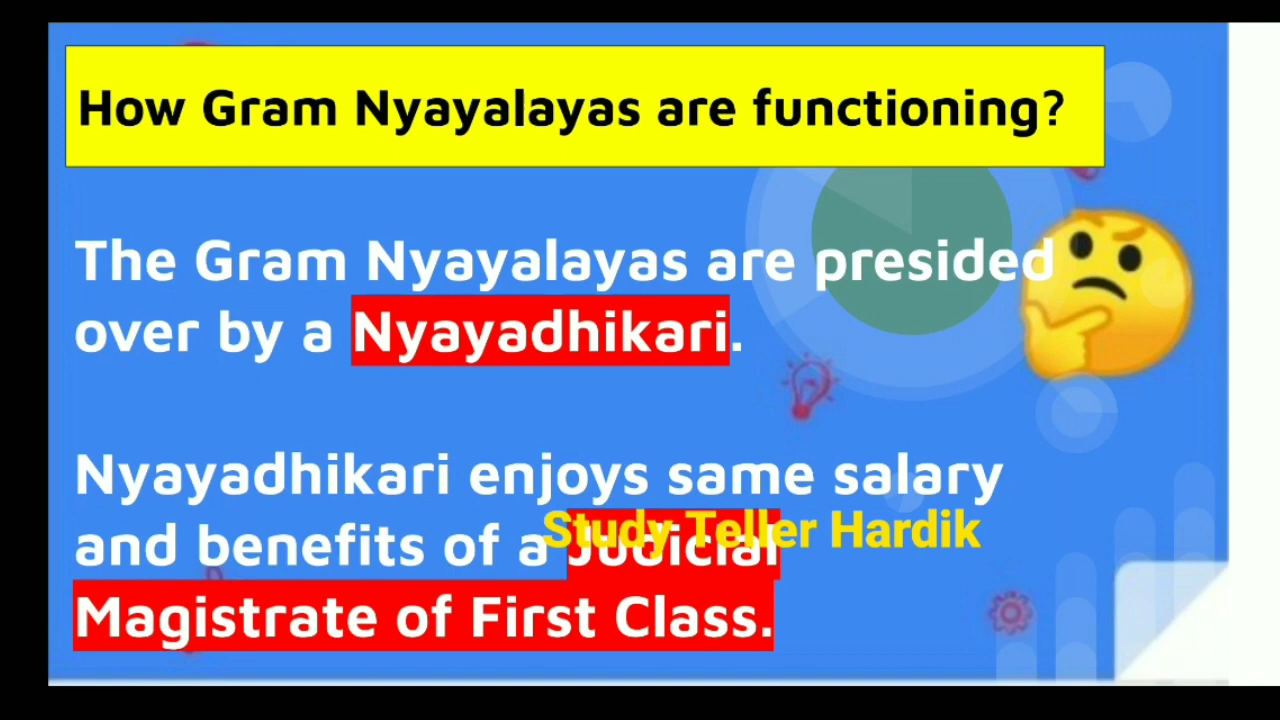 How Gram Nyayalayas are functioning?
The Gram Nyayalayas are presided
over by a Nyayadhikari.
Nyayadhikari enjoys same salary
and benefits of a Judicial
Study Teller Hardik
Magistrate of First Class.